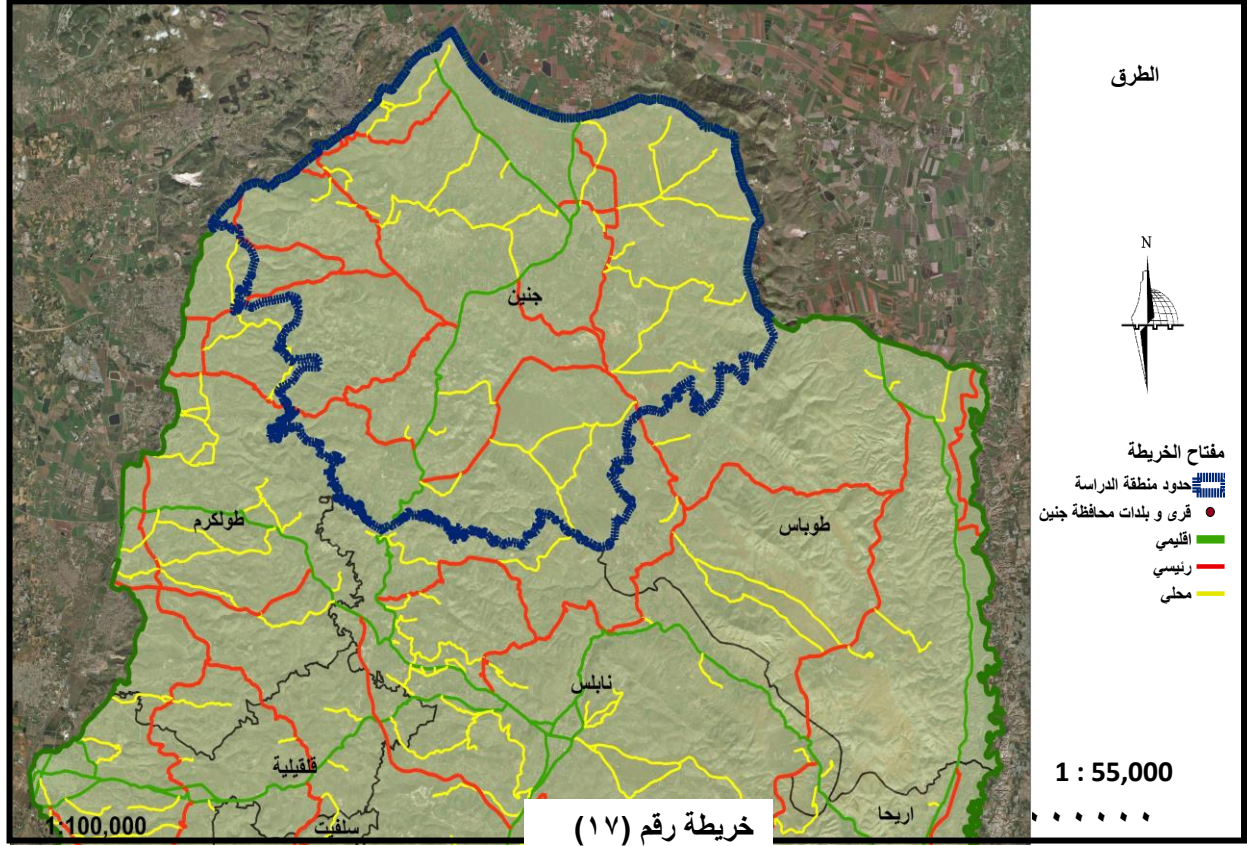 الطرق
N
مفتاح الخريطة
حدود منطقة الدراسة
قرى و بلدات محافظة جنين
اقليمي
رئيسي
محلي
1 : 55,000
جنين
طولكرم
طوباس
نابلس
قلقيلية
اريحا
سلفيت
1:100,000
خريطة رقم (١٧)